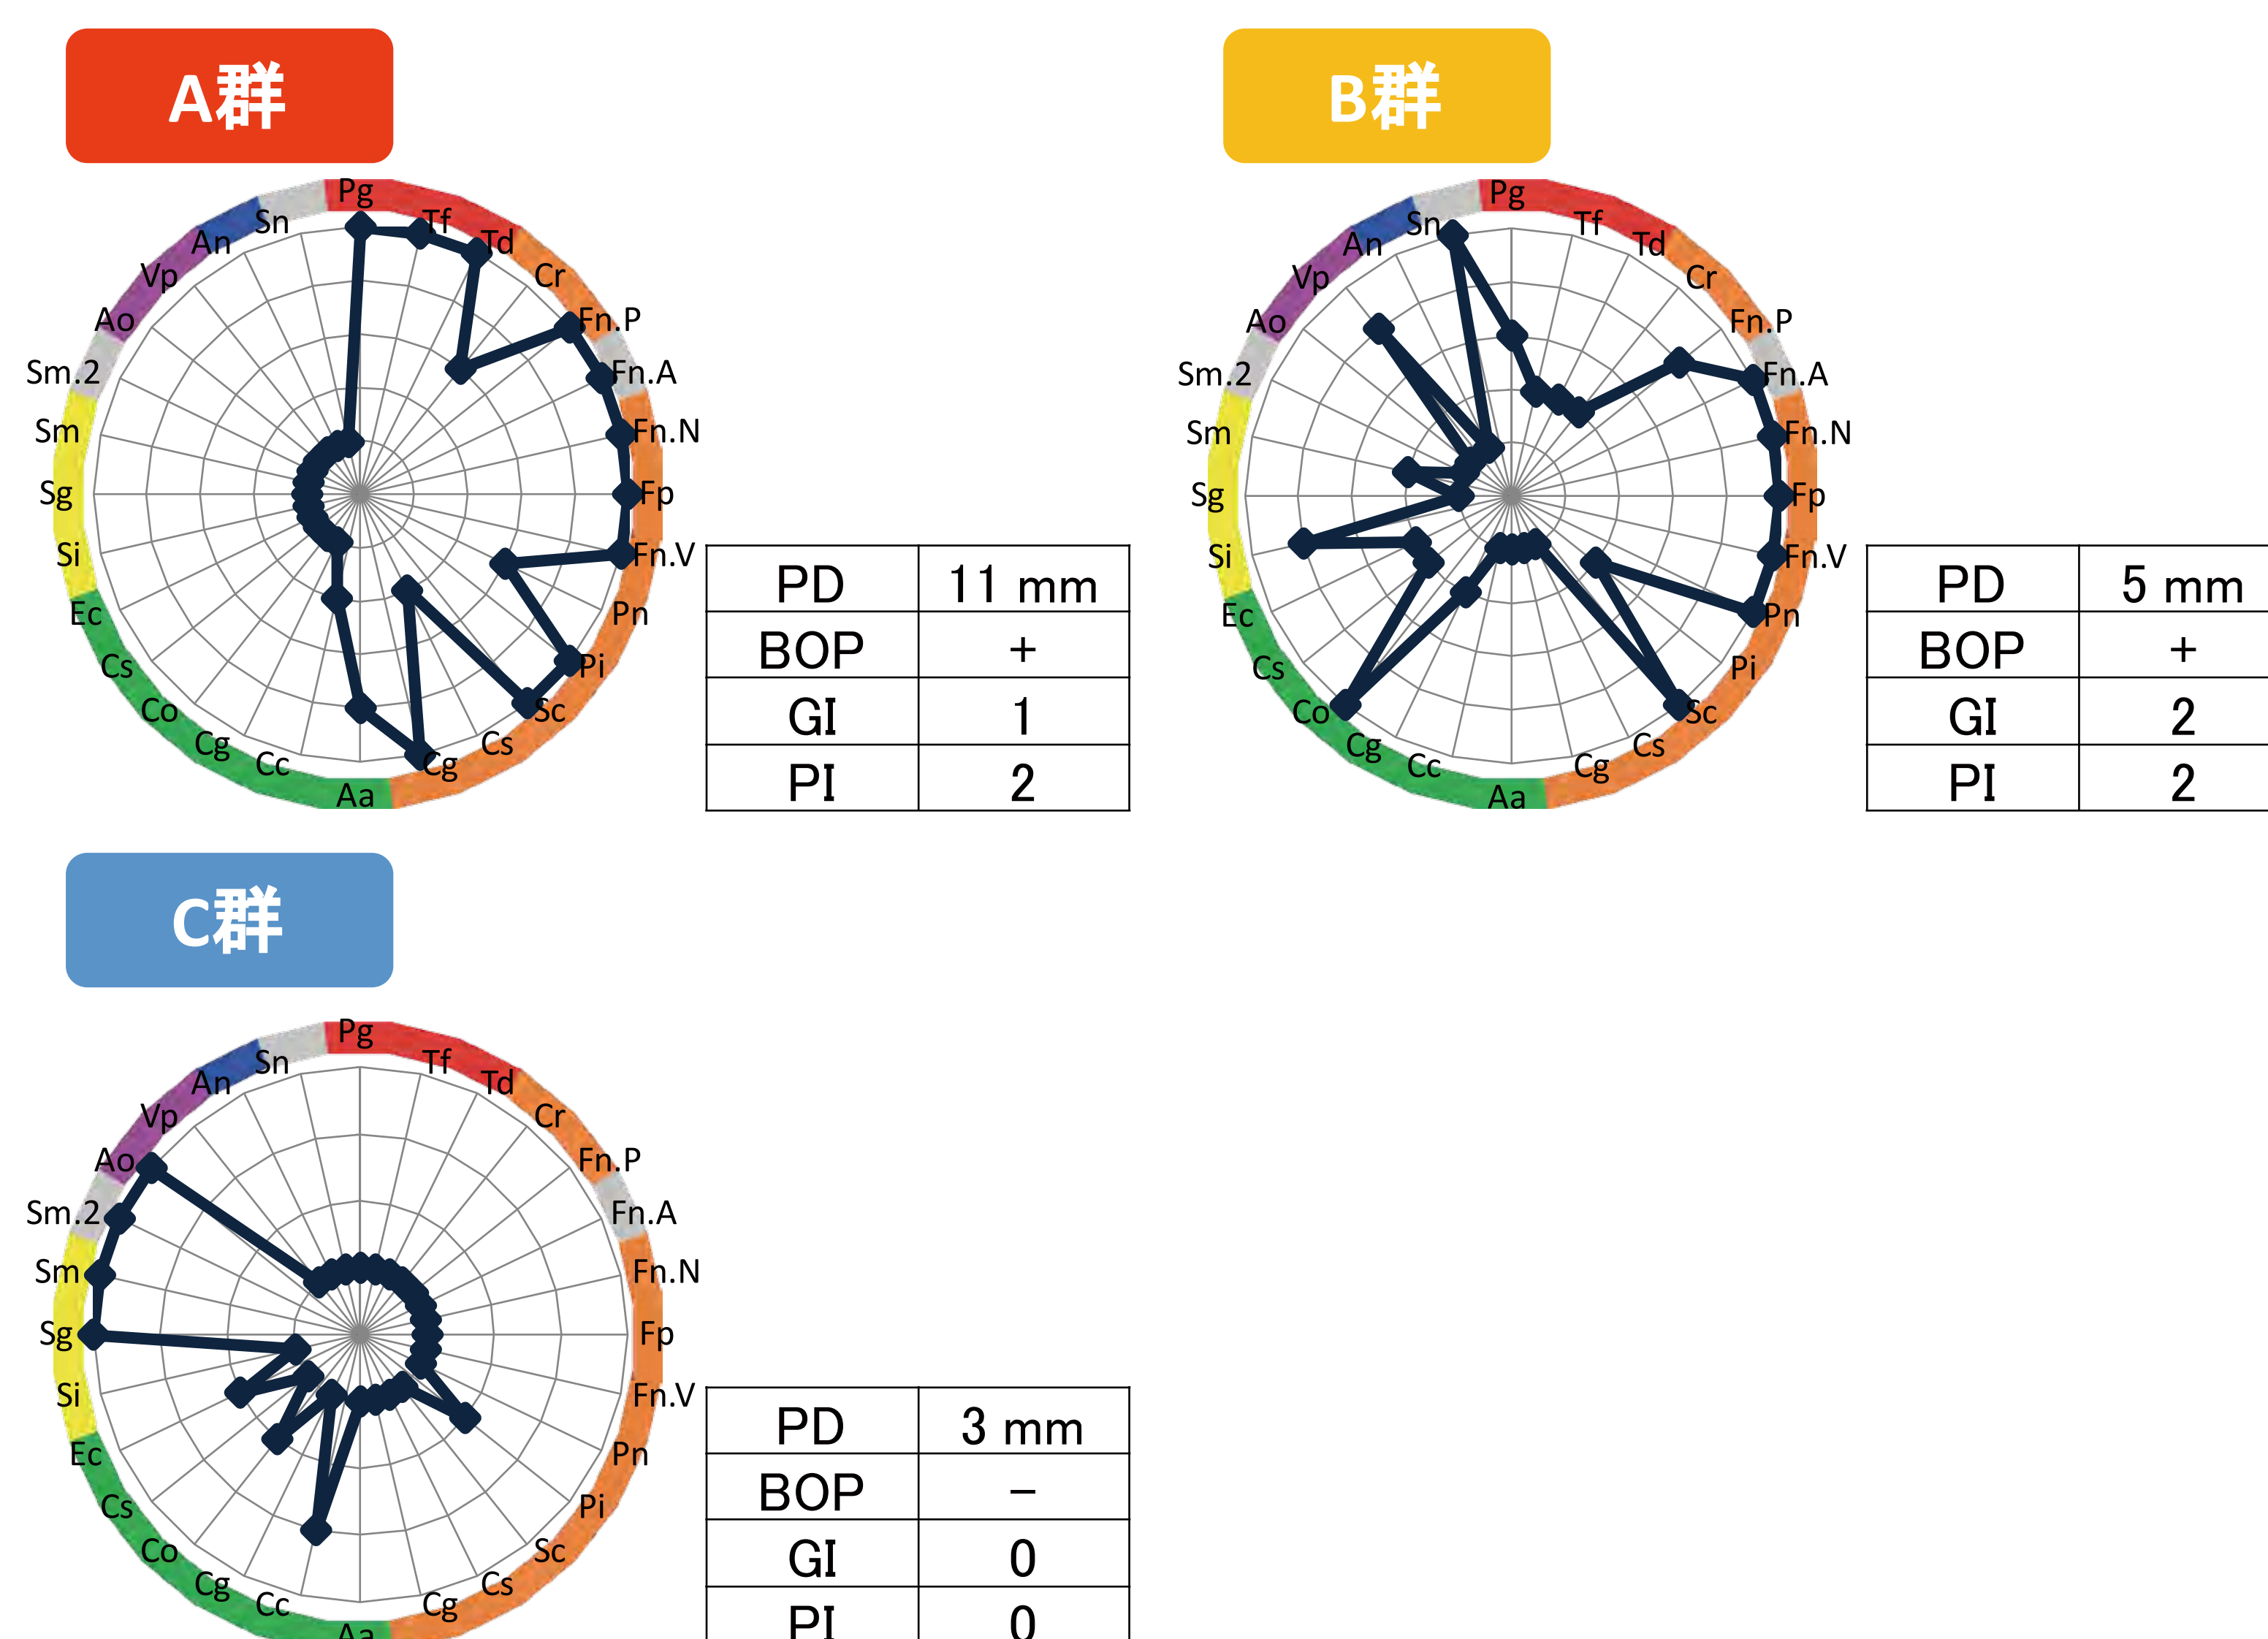 A群
Pg
Tf
Td
Cr
Fn.P
Fn.A
Fn.N
Fp
Fn.V
Pn
Pi
Sc
Cs
Cg
Aa
Cc
Cg
Co
Cs
Ec
Si
Sg
Sm
Sm.2
Ao
Vp
An
Sn
PD 11 mm
BOP +
GI 1
PI 2
B群
Pg
Tf
Td
Cr
Fn.P
Fn.A
Fn.N
Fp
Fn.V
Pn
Pi
Sc
Cs
Cg
Aa
Cc
Cg
Co
Cs
Ec
Si
Sg
Sm
Sm.2
Ao
Vp
An
Sn
PD 5 mm
BOP +
GI 2
PI 2
C群
Pg
Tf
Td
Cr
Fn.P
Fn.A
Fn.N
Fp
Fn.V
Pn
Pi
Sc
Cs
Cg
Aa
Cc
Cg
Co
Cs
Ec
Si
Sg
Sm
Sm.2
Ao
Vp
An
Sn
PD 3 mm
BOP −
GI 0
PI 0